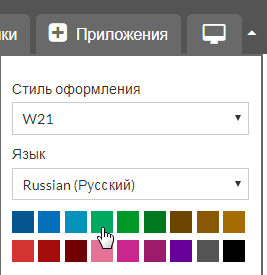 ки
Приложения
Стиль оформления
W21
Язык
Russian (Русский)